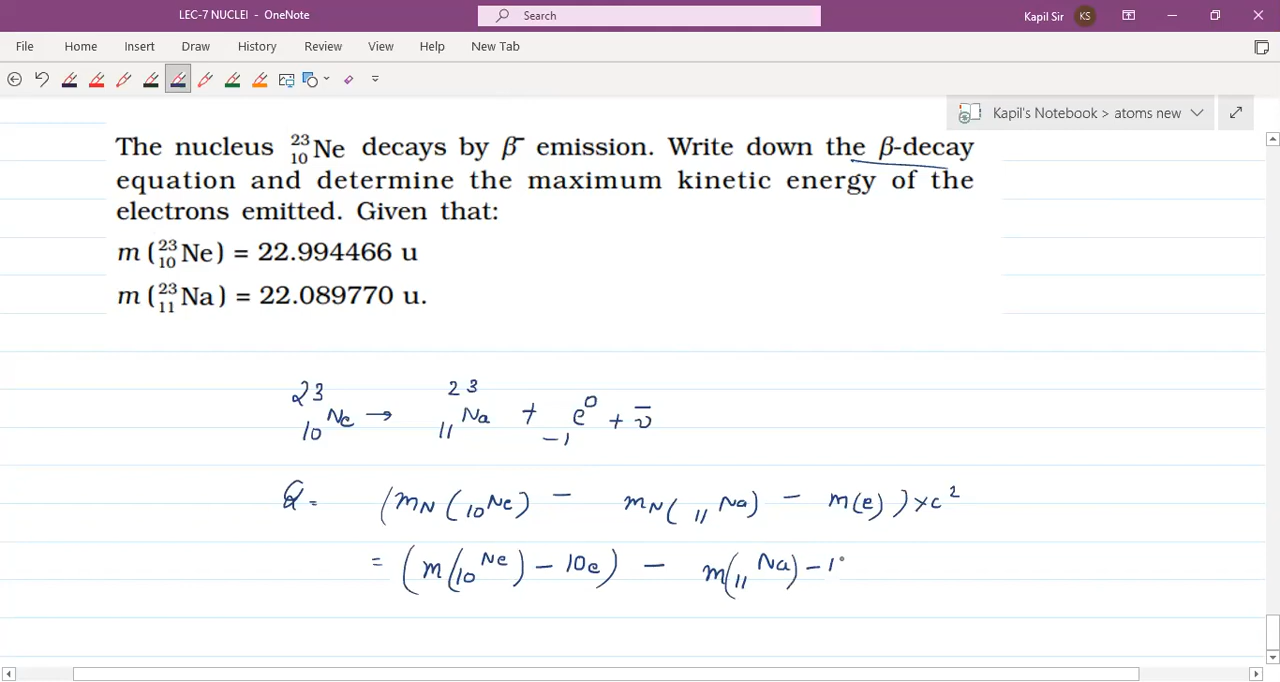 LEC-7 NUCLEI - OneNote
Search
Kapil Sir KS
File Home Insert Draw History Review View Help New Tab
Kapil's Notebook > atoms new
The nucleus ²³₁₀Ne decays by β⁻ emission. Write down the β-decay
equation and determine the maximum kinetic energy of the
electrons emitted. Given that:
m (²³₁₀Ne) = 22.994466 u
m (²³₁₁Na) = 22.089770 u.
²³₁₀Ne → ²³₁₁Na + ₋₁e⁰ + ν̄
Q = (mN(₁₀Ne) - mN(₁₁Na) - m(e)) × c²
= (m(₁₀Ne) - 10e) - m(₁₁Na) - 1